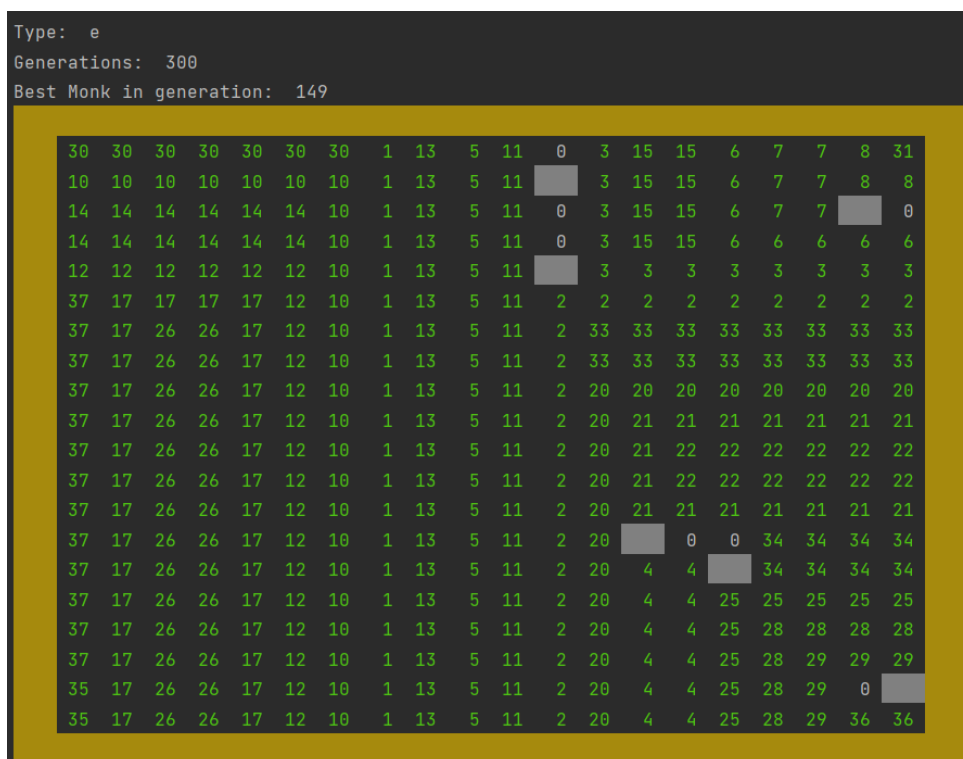 Type: e
Generations: 300
Best Monk in generation: 149
30 30 30 30 30 30 30 1 13 5 11 0 3 15 15 6 7 7 8 31
10 10 10 10 10 10 10 1 13 5 11 3 15 15 6 7 7 8 8
14 14 14 14 14 14 10 1 13 5 11 0 3 15 15 6 7 7 0
14 14 14 14 14 14 10 1 13 5 11 0 3 15 15 6 6 6 6 6
12 12 12 12 12 12 10 1 13 5 11 3 3 3 3 3 3 3 3
37 17 17 17 17 12 10 1 13 5 11 2 2 2 2 2 2 2 2 2
37 17 26 26 17 12 10 1 13 5 11 2 33 33 33 33 33 33 33 33
37 17 26 26 17 12 10 1 13 5 11 2 33 33 33 33 33 33 33 33
37 17 26 26 17 12 10 1 13 5 11 2 20 20 20 20 20 20 20 20
37 17 26 26 17 12 10 1 13 5 11 2 20 21 21 21 21 21 21 21
37 17 26 26 17 12 10 1 13 5 11 2 20 21 22 22 22 22 22 22
37 17 26 26 17 12 10 1 13 5 11 2 20 21 22 22 22 22 22 22
37 17 26 26 17 12 10 1 13 5 11 2 20 21 21 21 21 21 21 21
37 17 26 26 17 12 10 1 13 5 11 2 20 0 0 34 34 34 34
37 17 26 26 17 12 10 1 13 5 11 2 20 4 4 34 34 34 34
37 17 26 26 17 12 10 1 13 5 11 2 20 4 4 25 25 25 25 25
37 17 26 26 17 12 10 1 13 5 11 2 20 4 4 25 28 28 28 28
37 17 26 26 17 12 10 1 13 5 11 2 20 4 4 25 28 29 29 29
35 17 26 26 17 12 10 1 13 5 11 2 20 4 4 25 28 29 0
35 17 26 26 17 12 10 1 13 5 11 2 20 4 4 25 28 29 36 36